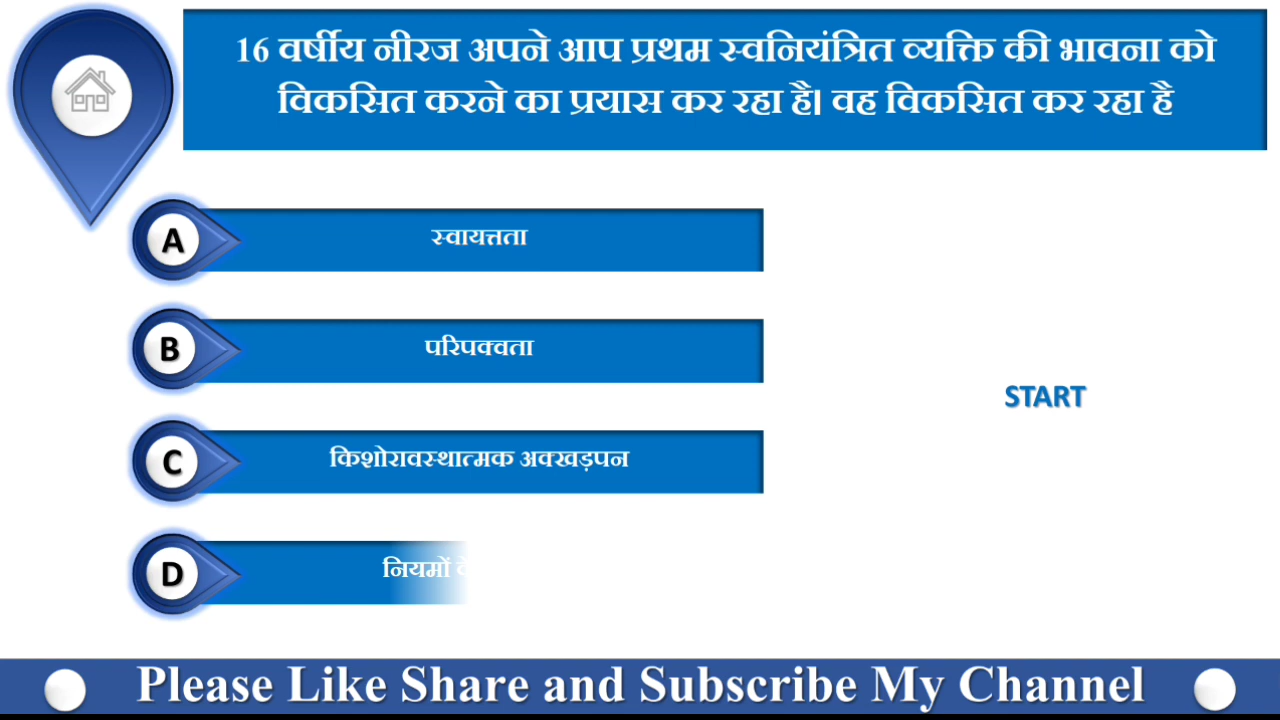 16 वर्षीय नीरज अपने आप प्रथम स्वनियंत्रित व्यक्ति की भावना को
विकसित करने का प्रयास कर रहा है। वह विकसित कर रहा है
A
स्वायत्तता
B
परिपक्वता
START
C
किशोरावस्थात्मक अक्खड़पन
D
नियमों
Please Like Share and Subscribe My Channel